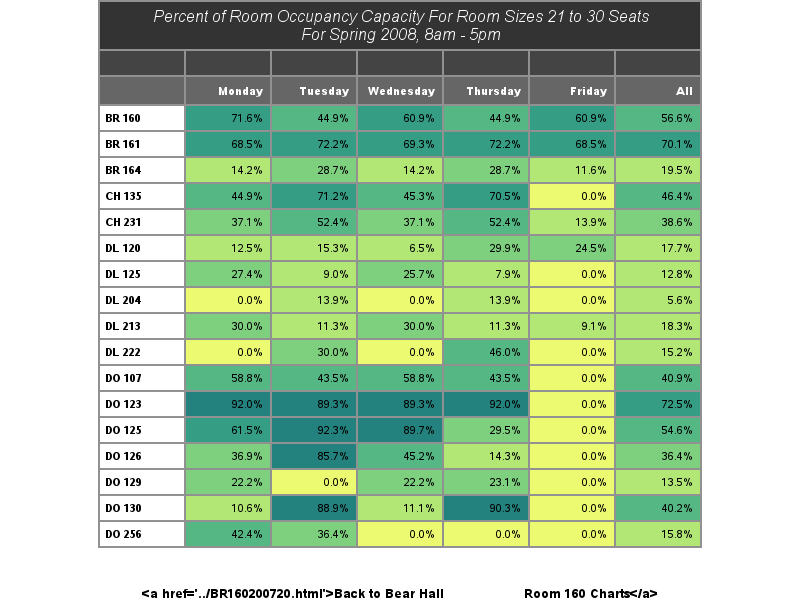 Percent of Room Occupancy Capacity For Room Sizes 21 to 30 Seats
For Spring 2008, 8am - 5pm
Monday Tuesday Wednesday Thursday Friday All
BR 160 71.6% 44.9% 60.9% 44.9% 60.9% 56.6%
BR 161 68.5% 72.2% 69.3% 72.2% 68.5% 70.1%
BR 164 14.2% 28.7% 14.2% 28.7% 11.6% 19.5%
CH 135 44.9% 71.2% 45.3% 70.5% 0.0% 46.4%
CH 231 37.1% 52.4% 37.1% 52.4% 13.9% 38.6%
DL 120 12.5% 15.3% 6.5% 29.9% 24.5% 17.7%
DL 125 27.4% 9.0% 25.7% 7.9% 0.0% 12.8%
DL 204 0.0% 13.9% 0.0% 13.9% 0.0% 5.6%
DL 213 30.0% 11.3% 30.0% 11.3% 9.1% 18.3%
DL 222 0.0% 30.0% 0.0% 46.0% 0.0% 15.2%
DO 107 58.8% 43.5% 58.8% 43.5% 0.0% 40.9%
DO 123 92.0% 89.3% 89.3% 92.0% 0.0% 72.5%
DO 125 61.5% 92.3% 89.7% 29.5% 0.0% 54.6%
DO 126 36.9% 85.7% 45.2% 14.3% 0.0% 36.4%
DO 129 22.2% 0.0% 22.2% 23.1% 0.0% 13.5%
DO 130 10.6% 88.9% 11.1% 90.3% 0.0% 40.2%
DO 256 42.4% 36.4% 0.0% 0.0% 0.0% 15.8%
<a href='../BR160200720.html'>Back to Bear Hall Room 160 Charts</a>